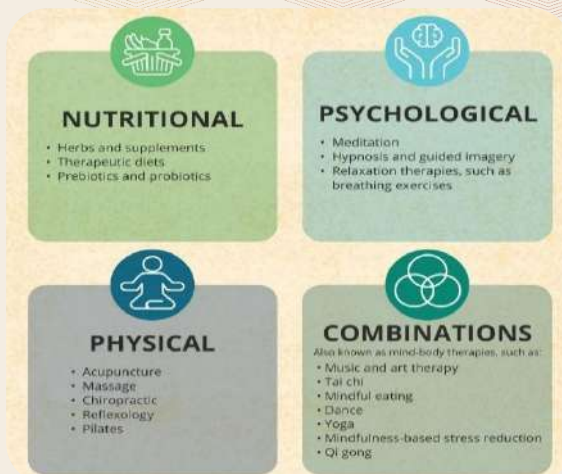 NUTRITIONAL
• Herbs and supplements
• Therapeutic diets
• Prebiotics and probiotics
PSYCHOLOGICAL
• Meditation
• Hypnosis and guided imagery
• Relaxation therapies, such as
breathing exercises
PHYSICAL
• Acupuncture
• Massage
• Chiropractic
• Reflexology
• Pilates
COMBINATIONS
Also known as mind-body therapies, such as:
• Music and art therapy
• Tai chi
• Mindful eating
• Dance
• Yoga
• Mindfulness-based stress reduction
• Qi gong